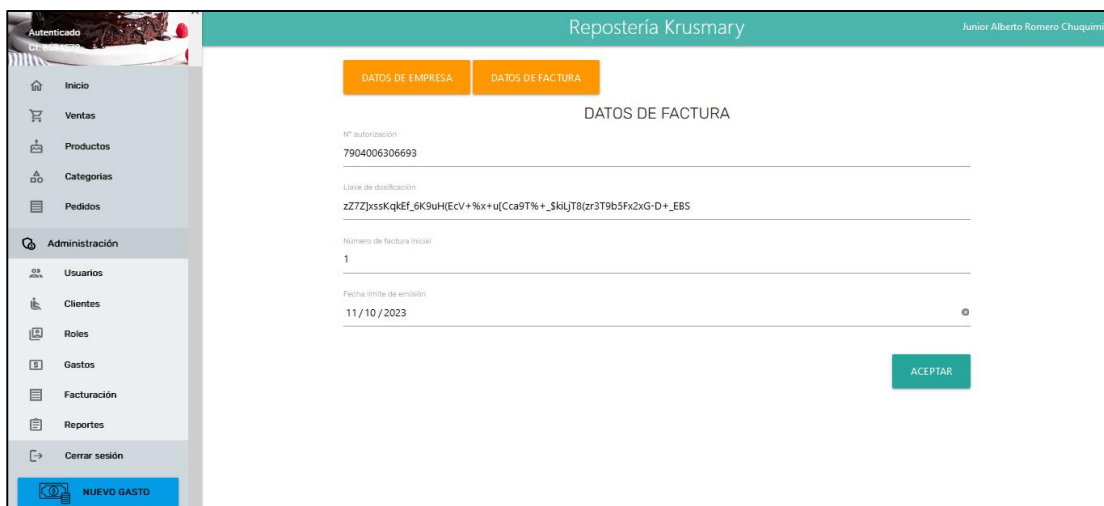 Autenticado
Repostería Krusmary
Junior Alberto Romero Chuquimi
Inicio
Ventas
Productos
Categorias
Pedidos
Administración
Usuarios
Clientes
Roles
Gastos
Facturación
Reportes
Cerrar sesión
NUEVO GASTO
DATOS DE EMPRESA
DATOS DE FACTURA
DATOS DE FACTURA
N° autorización
7904006306693
Llave de dosificación
zZ7Z]xssKqkEf_6K9uH(EcV+%x+u[Cca9T%+_$kiLjT8(zr3T9b5Fx2xG-D+_EBS
Número de factura inicial
1
Fecha límite de emisión
11/10/2023
ACEPTAR